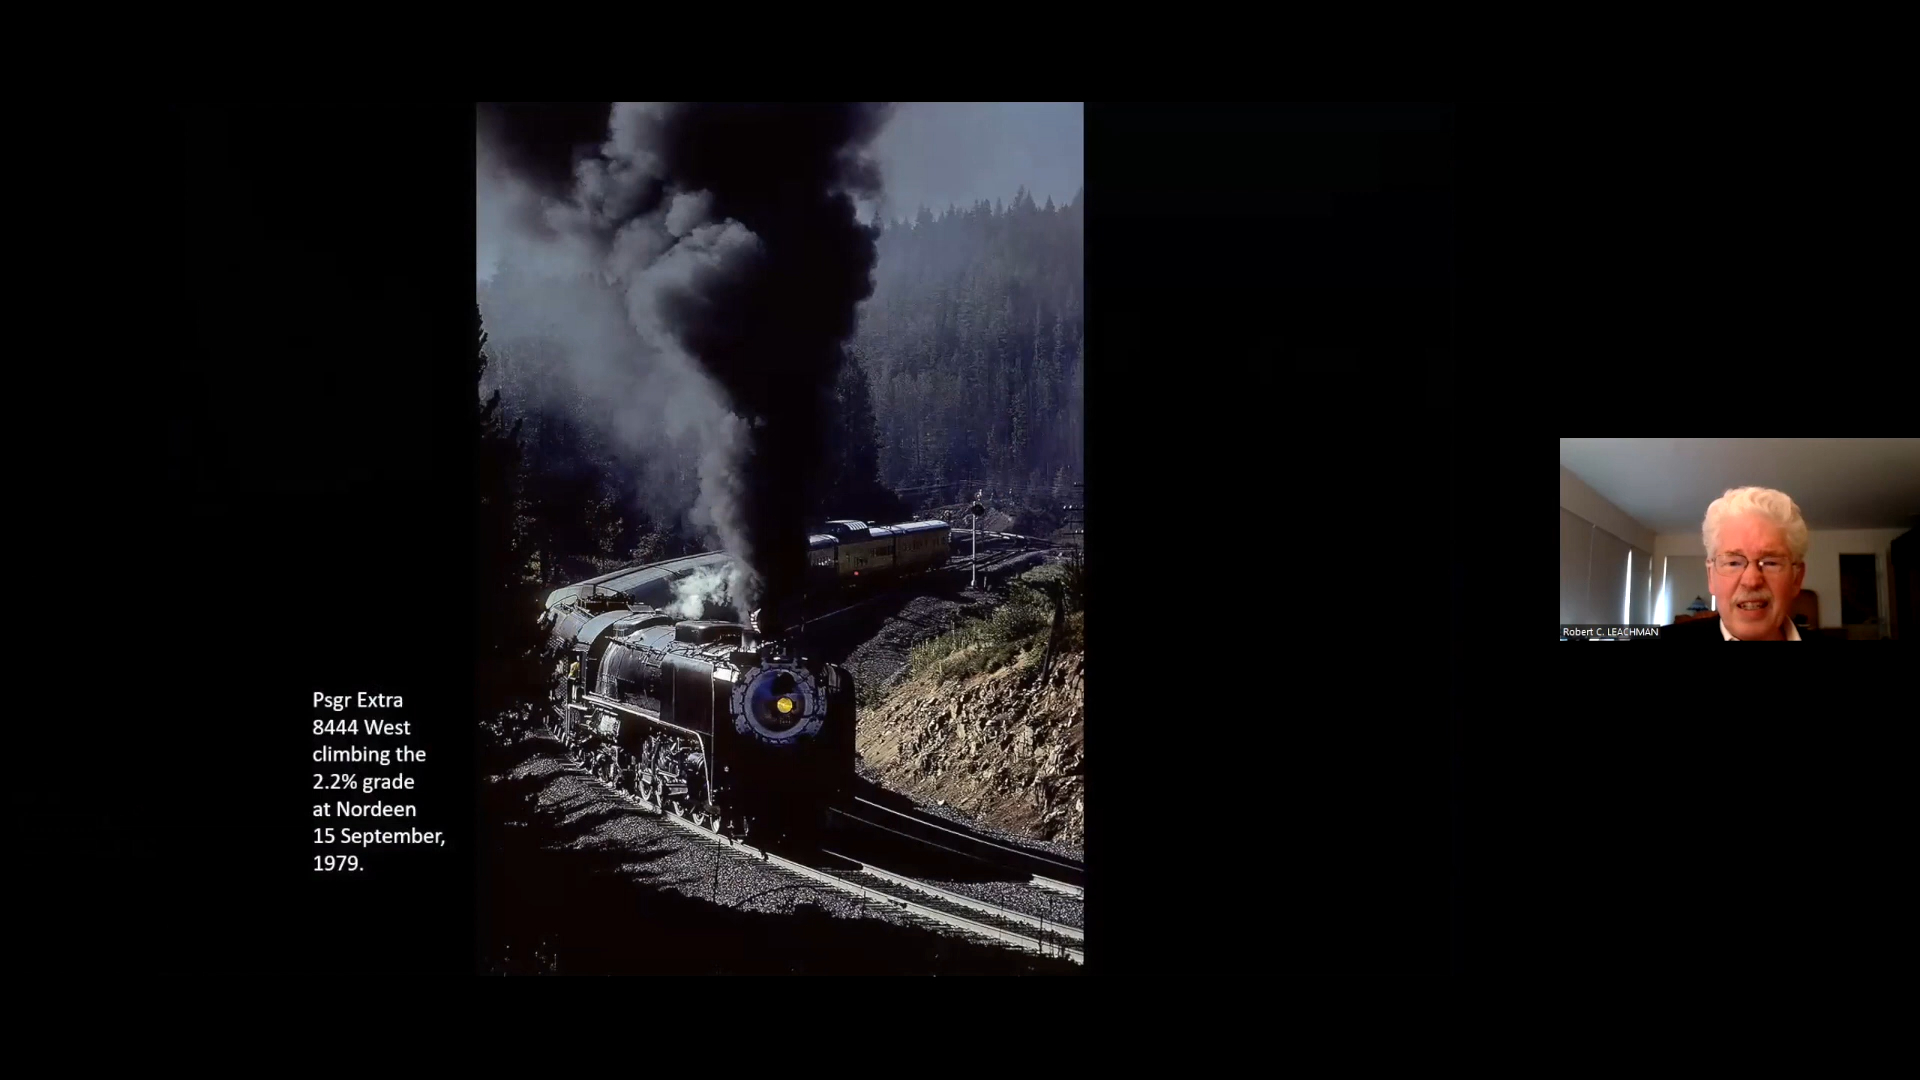 Psgr Extra
8444 West
climbing the
2.2% grade
at Nordeen
15 September,
1979.
Robert C. LEACHMAN